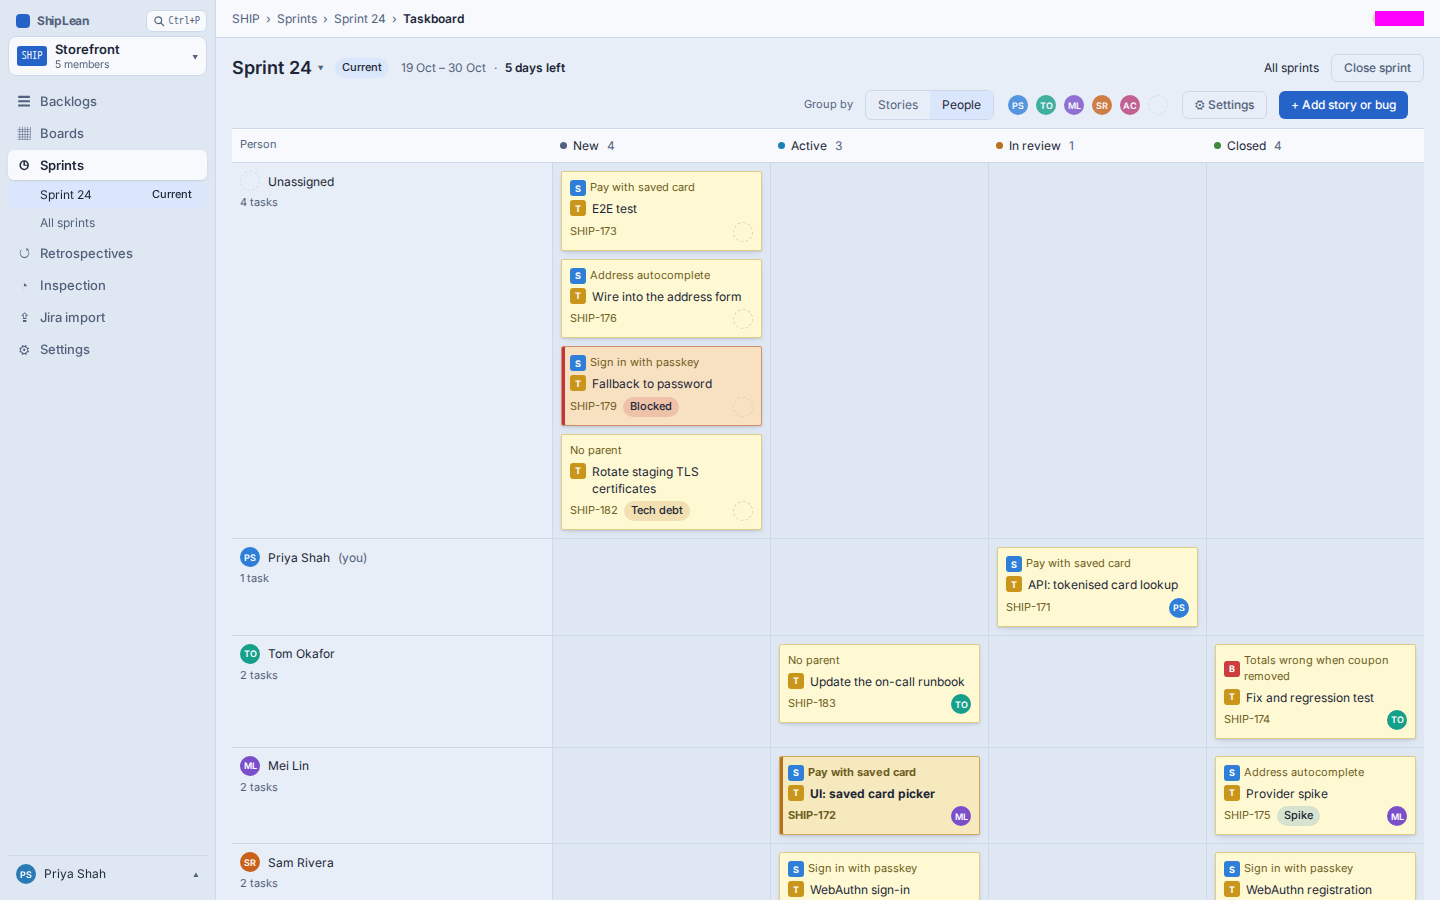 ShipLean
Ctrl+P
SHIP
Storefront
5 members
Backlogs
Boards
Sprints
Sprint 24
Current
All sprints
Retrospectives
Inspection
Jira import
Settings
PS
Priya Shah
SHIP › Sprints › Sprint 24 › Taskboard
Sprint 24
Current
19 Oct – 30 Oct · 5 days left
All sprints
Close sprint
Group by
Stories
People
PS
TO
ML
SR
AC
Settings
+ Add story or bug
Person
New 4
Active 3
In review 1
Closed 4
Unassigned
4 tasks
S Pay with saved card
T E2E test
SHIP-173
S Address autocomplete
T Wire into the address form
SHIP-176
S Sign in with passkey
T Fallback to password
SHIP-179 Blocked
No parent
T Rotate staging TLS
certificates
SHIP-182 Tech debt
PS Priya Shah (you)
1 task
S Pay with saved card
T API: tokenised card lookup
SHIP-171 PS
TO Tom Okafor
2 tasks
No parent
T Update the on-call runbook
SHIP-183 TO
B Totals wrong when coupon
removed
T Fix and regression test
SHIP-174 TO
ML Mei Lin
2 tasks
S Pay with saved card
T UI: saved card picker
SHIP-172 ML
S Address autocomplete
T Provider spike
SHIP-175 Spike ML
SR Sam Rivera
2 tasks
S Sign in with passkey
T WebAuthn sign-in
S Sign in with passkey
T WebAuthn registration